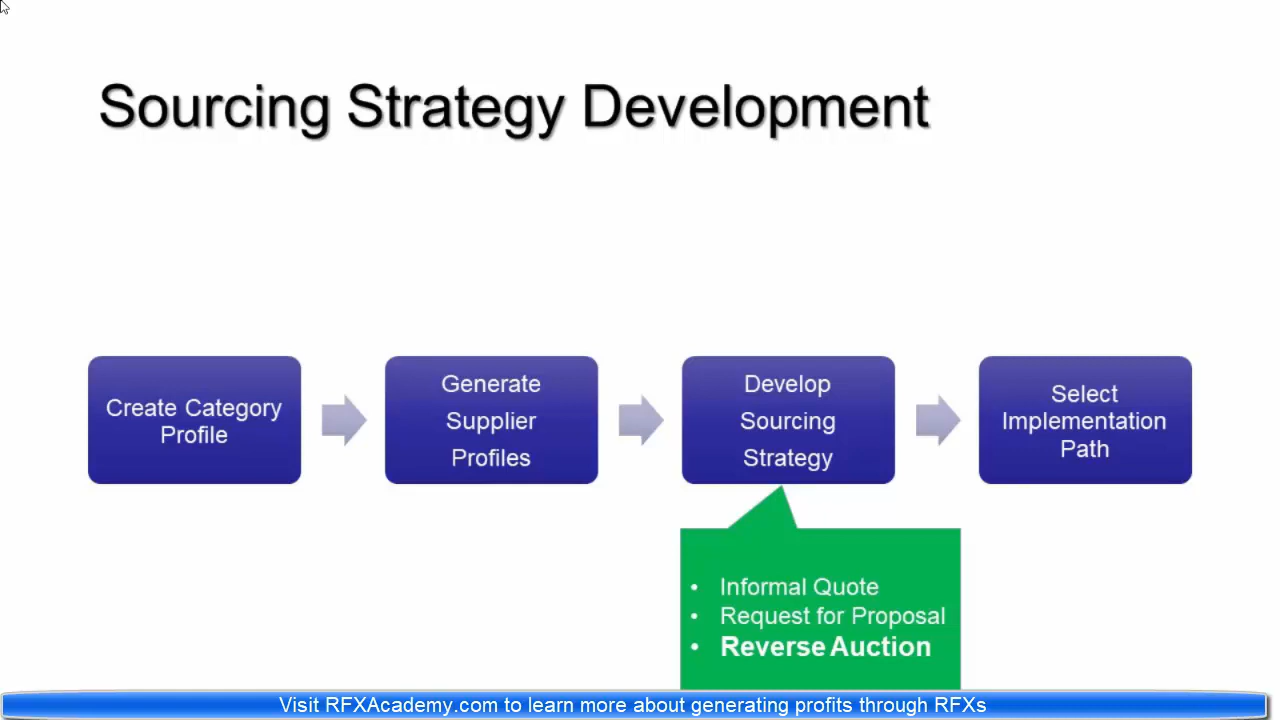 Sourcing Strategy Development
Create Category
Profile
Generate
Supplier
Profiles
Develop
Sourcing
Strategy
Select
Implementation
Path
• Informal Quote
• Request for Proposal
• Reverse Auction
Visit RFXAcademy.com to learn more about generating profits through RFXs